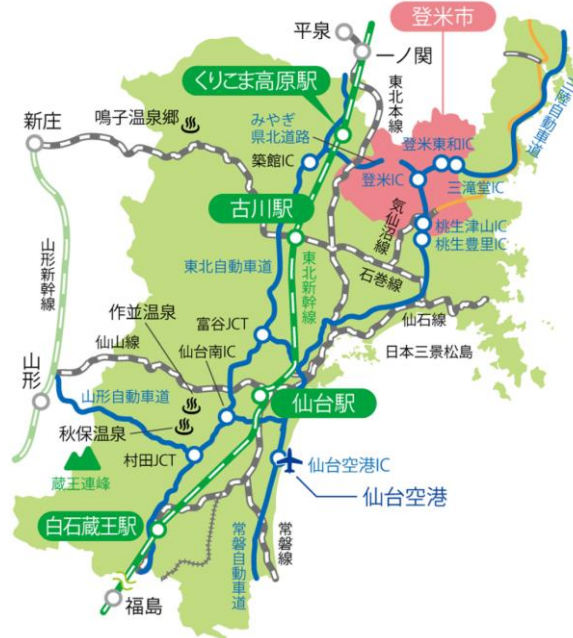 平泉
登米市
一ノ関
くりこま高原駅
東北本線
三陸自動車道
新庄
鳴子温泉郷
みやぎ
県北道路
築館IC
登米東和IC
登米IC
三滝堂IC
古川駅
気仙沼線
桃生津山IC
桃生豊里IC
山形新幹線
東北自動車道
東北新幹線
石巻線
作並温泉
富谷JCT
仙石線
仙山線
仙台南IC
日本三景松島
山形
山形自動車道
仙台駅
秋保温泉
村田JCT
仙台空港IC
蔵王連峰
仙台空港
白石蔵王駅
常磐自動車道
常磐線
福島